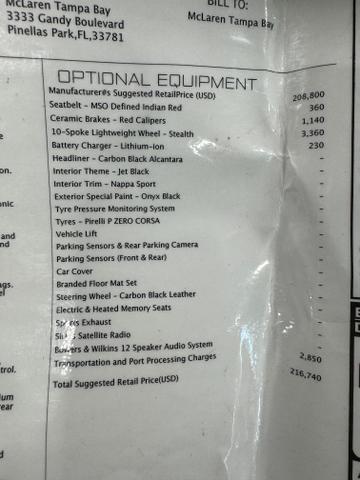 McLaren Tampa Bay
3333 Gandy Boulevard
Pinellas Park,FL,33781
BILL TO:
McLaren Tampa Bay
OPTIONAL EQUIPMENT
Manufacturer#s Suggested RetailPrice (USD) 208,800
Seatbelt - MSO Defined Indian Red 360
Ceramic Brakes - Red Calipers 1,140
10-Spoke Lightweight Wheel - Stealth 3,360
Battery Charger - Lithium-Ion 230
Headliner - Carbon Black Alcantara -
Interior Theme - Jet Black -
Interior Trim - Nappa Sport -
Exterior Special Paint - Onyx Black -
Tyre Pressure Monitoring System -
Tyres - Pirelli P ZERO CORSA -
Vehicle Lift -
Parking Sensors & Rear Parking Camera -
Parking Sensors (Front & Rear) -
Car Cover -
Branded Floor Mat Set -
Steering Wheel - Carbon Black Leather -
Electric & Heated Memory Seats -
Sports Exhaust -
Sirius Satellite Radio -
Bowers & Wilkins 12 Speaker Audio System -
Transportation and Port Processing Charges 2,850
Total Suggested Retail Price(USD) 216,740